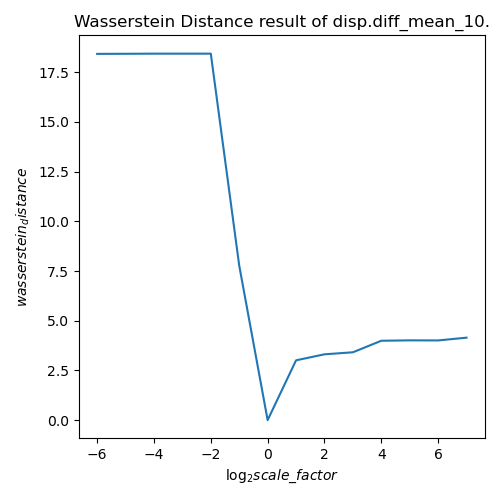 Wasserstein Distance result of disp.diff_mean_10.
17.5
15.0
12.5
10.0
7.5
5.0
2.5
0.0
wasserstein_distance
−6 −4 −2 0 2 4 6
log₂scale_factor